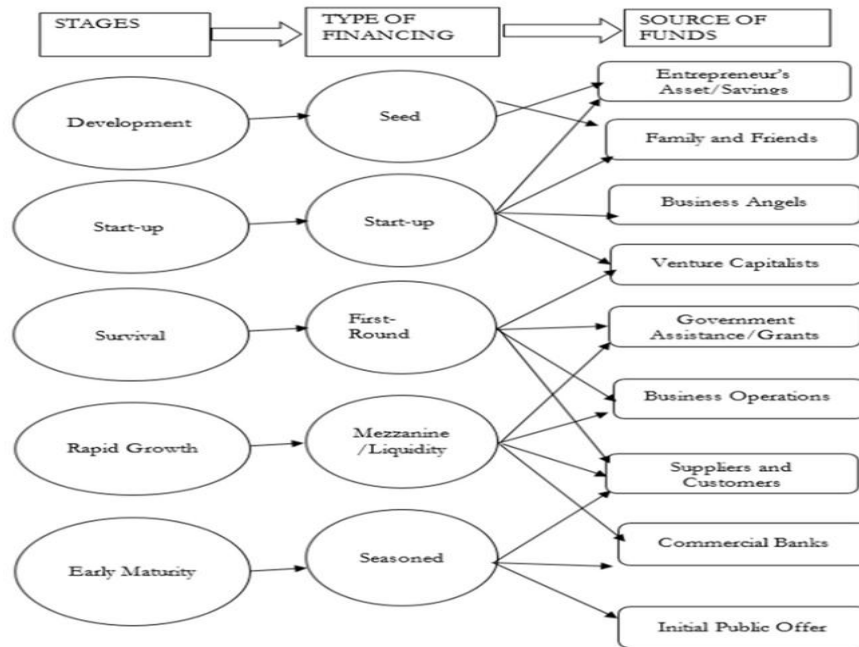 STAGES
TYPE OF
FINANCING
SOURCE OF
FUNDS
Development
Seed
Entrepreneur's
Asset/Savings
Family and Friends
Start-up
Start-up
Business Angels
Venture Capitalists
Survival
First-
Round
Government
Assistance/Grants
Business Operations
Rapid Growth
Mezzanine
/Liquidity
Suppliers and
Customers
Commercial Banks
Early Maturity
Seasoned
Initial Public Offer